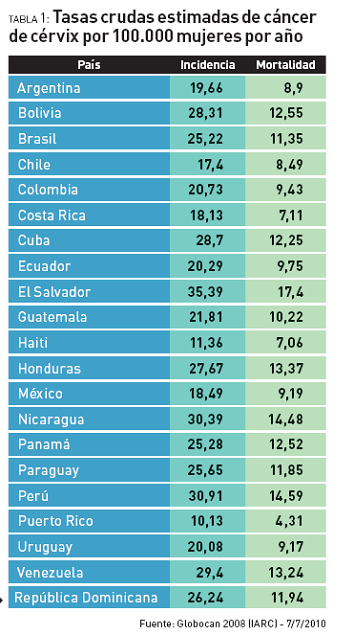 TABLA 1: Tasas crudas estimadas de cáncer
de cérvix por 100.000 mujeres por año
País Incidencia Mortalidad
Argentina 19,66 8,9
Bolivia 28,31 12,55
Brasil 25,22 11,35
Chile 17,4 8,49
Colombia 20,73 9,43
Costa Rica 18,13 7,11
Cuba 28,7 12,25
Ecuador 20,29 9,75
El Salvador 35,39 17,4
Guatemala 21,81 10,22
Haiti 11,36 7,06
Honduras 27,67 13,37
México 18,49 9,19
Nicaragua 30,39 14,48
Panamá 25,28 12,52
Paraguay 25,65 11,85
Perú 30,91 14,59
Puerto Rico 10,13 4,31
Uruguay 20,08 9,17
Venezuela 29,4 13,24
República Dominicana 26,24 11,94
Fuente: Globocan 2008 (IARC) - 7/7/2010